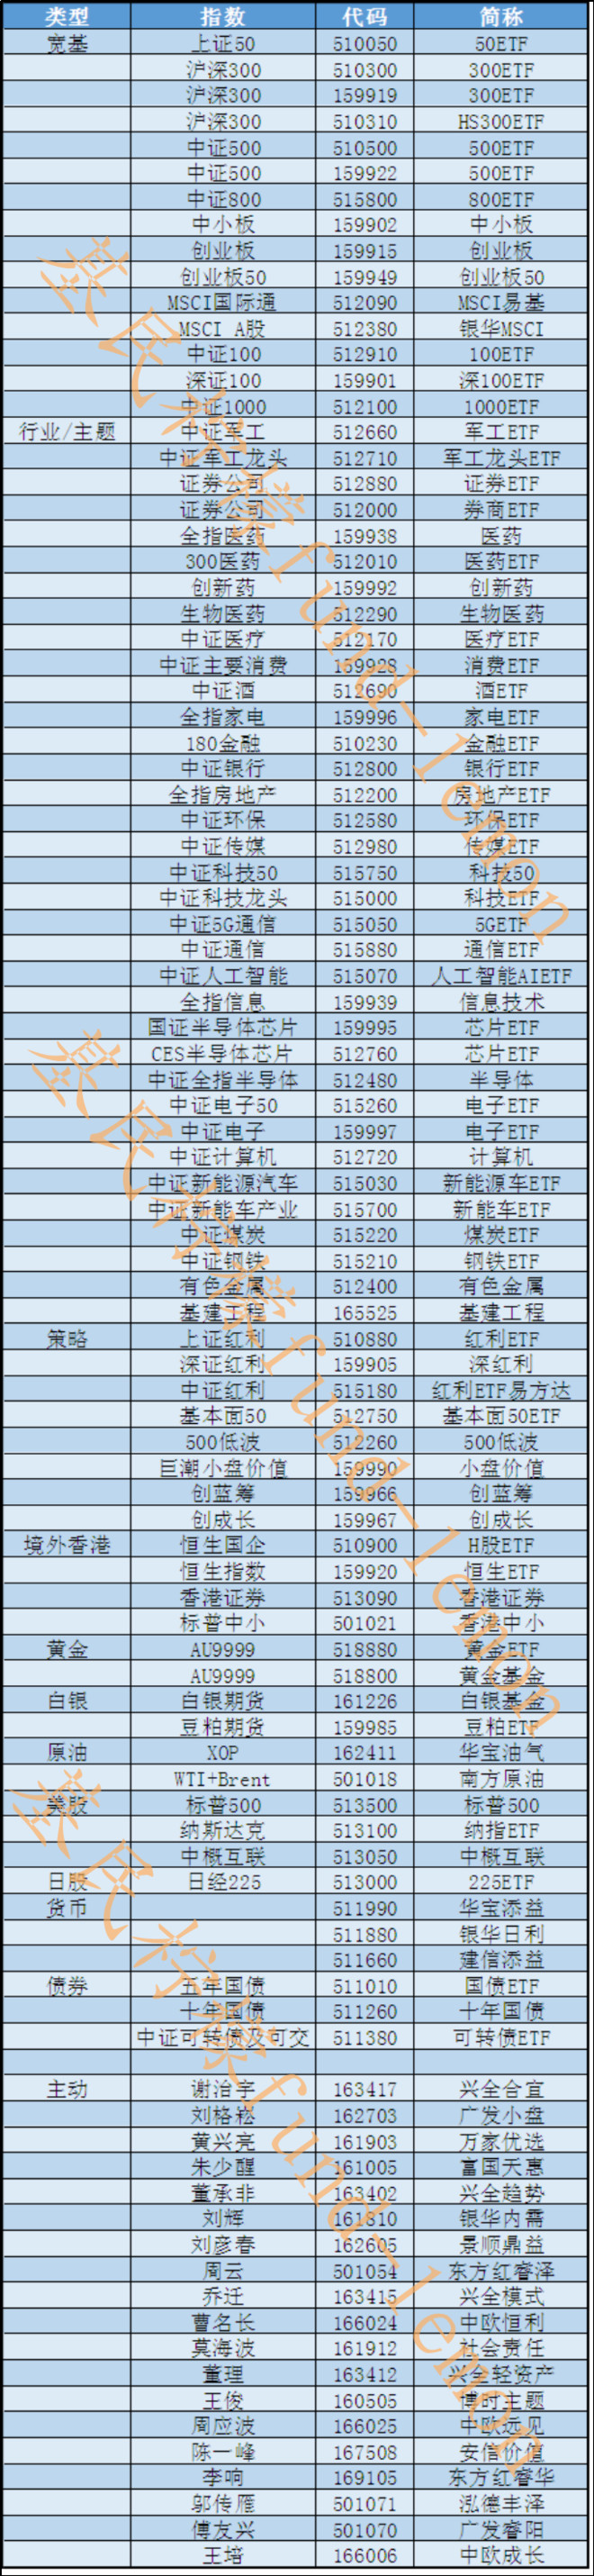 类型 指数 代码 简称
宽基 上证50 510050 50ETF
沪深300 510300 300ETF
沪深300 159919 300ETF
沪深300 510310 HS300ETF
中证500 510500 500ETF
中证500 159922 500ETF
中证800 515800 800ETF
中小板 159902 中小板
创业板 159915 创业板
创业板50 159949 创业板50
MSCI国际通 512090 MSCI易基
MSCI A股 512380 银华MSCI
中证100 512910 100ETF
深证100 159901 深100ETF
中证1000 512100 1000ETF
行业/主题 中证军工 512660 军工ETF
中证军工龙头 512710 军工龙头ETF
证券公司 512880 证券ETF
证券公司 512000 券商ETF
全指医药 159938 医药
300医药 512010 医药ETF
创新药 159992 创新药
生物医药 512290 生物医药
中证医疗 512170 医疗ETF
中证主要消费 159928 消费ETF
中证酒 512690 酒ETF
全指家电 159996 家电ETF
180金融 510230 金融ETF
中证银行 512800 银行ETF
全指房地产 512200 房地产ETF
中证环保 512580 环保ETF
中证传媒 512980 传媒ETF
中证科技50 515750 科技50
中证科技龙头 515000 科技ETF
中证5G通信 515050 5GETF
中证通信 515880 通信ETF
中证人工智能 515070 人工智能AIETF
全指信息 159939 信息技术
国证半导体芯片 159995 芯片ETF
CES半导体芯片 512760 芯片ETF
中证全指半导体 512480 半导体
中证电子50 515260 电子ETF
中证电子 159997 电子ETF
中证计算机 512720 计算机
中证新能源汽车 515030 新能源车ETF
中证新能车产业 515700 新能车ETF
中证煤炭 515220 煤炭ETF
中证钢铁 515210 钢铁ETF
有色金属 512400 有色金属
基建工程 165525 基建工程
策略 上证红利 510880 红利ETF
深证红利 159905 深红利
中证红利 515180 红利ETF易方达
基本面50 512750 基本面50ETF
500低波 512260 500低波
巨潮小盘价值 159990 小盘价值
创蓝筹 159966 创蓝筹
创成长 159967 创成长
境外香港 恒生国企 510900 H股ETF
恒生指数 159920 恒生ETF
香港证券 513090 香港证券
标普中小 501021 香港中小
黄金 AU9999 518880 黄金ETF
AU9999 518800 黄金基金
白银 白银期货 161226 白银基金
豆粕期货 159985 豆粕ETF
原油 XOP 162411 华宝油气
WTI+Brent 501018 南方原油
美股 标普500 513500 标普500
纳斯达克 513100 纳指ETF
中概互联 513050 中概互联
日股 日经225 513000 225ETF
货币 511990 华宝添益
511880 银华日利
511660 建信添益
债券 五年国债 511010 国债ETF
十年国债 511260 十年国债
中证可转债及可交 511380 可转债ETF
主动 谢治宇 163417 兴全合宜
刘格菘 162703 广发小盘
黄兴亮 161903 万家优选
朱少醒 161005 富国天惠
董承非 163402 兴全趋势
刘辉 161810 银华内需
刘彦春 162605 景顺鼎益
周云 501054 东方红睿泽
乔迁 163415 兴全模式
曹名长 166024 中欧恒利
莫海波 161912 社会责任
董理 163412 兴全轻资产
王俊 160505 博时主题
周应波 166025 中欧远见
陈一峰 167508 安信价值
李响 169105 东方红睿华
邬传雁 501071 泓德丰泽
傅友兴 501070 广发睿阳
王培 166006 中欧成长
基民柠檬fund-lemon
基民柠檬fund-lemon
基民柠檬fund-lemon